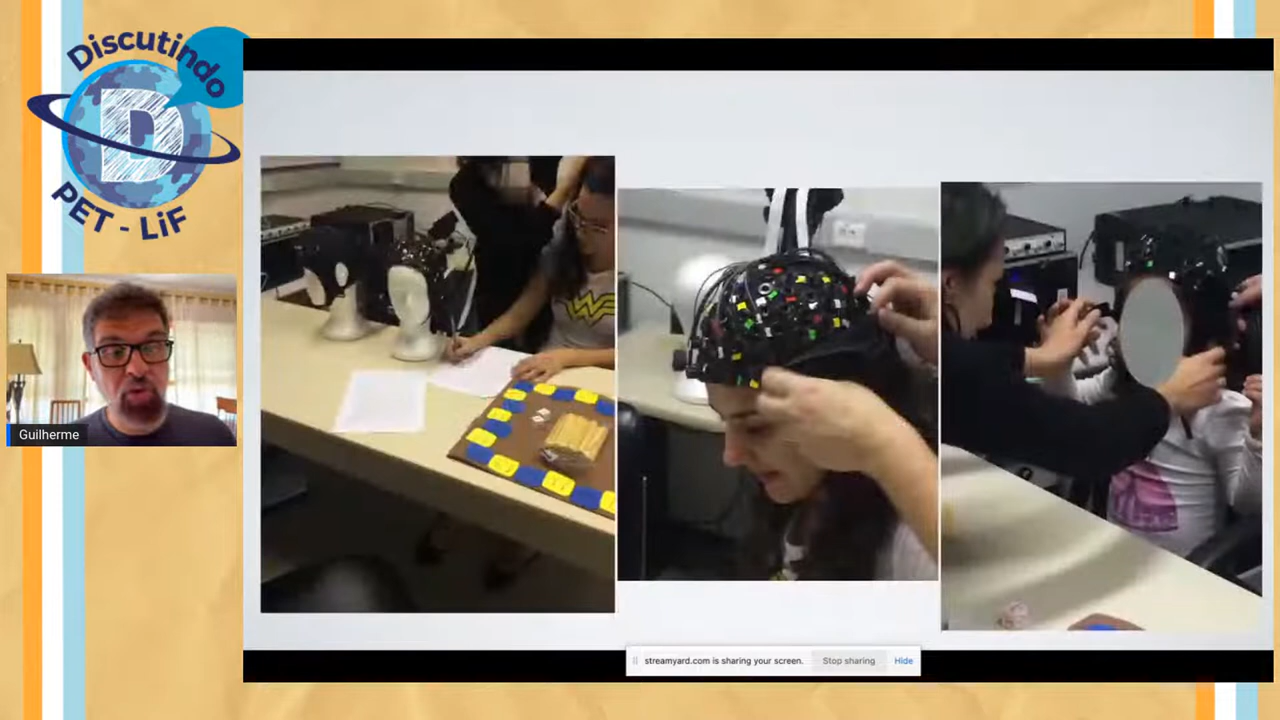 Discutindo
D
PET - LiF
Guilherme
streamyard.com is sharing your screen.
Stop sharing
Hide